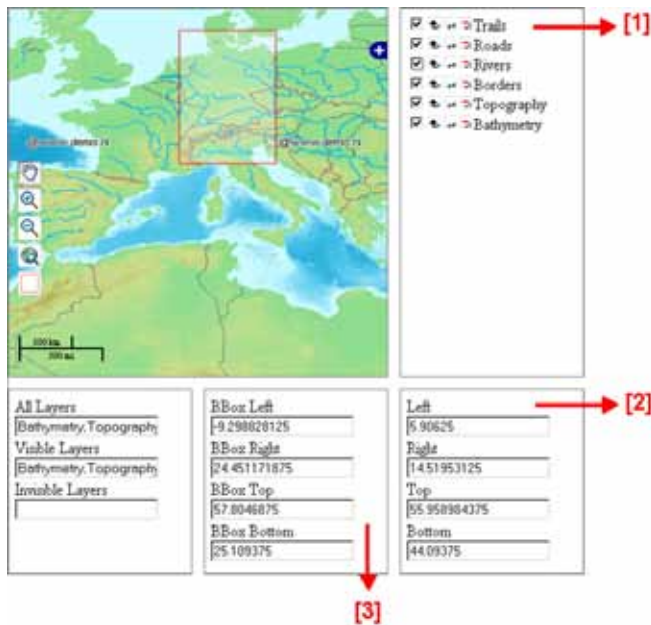 Trails
[1]
Roads
Rivers
Borders
Topography
Bathymetry
All Layers
Bathymetry,Topography
Visible Layers
Bathymetry,Topography
Invisible Layers
BBox Left
-9.298828125
BBox Right
24.451171875
BBox Top
57.8046875
BBox Bottom
25.109375
Left
[2]
5.90625
Right
14.51953125
Top
55.958984375
Bottom
44.09375
[3]